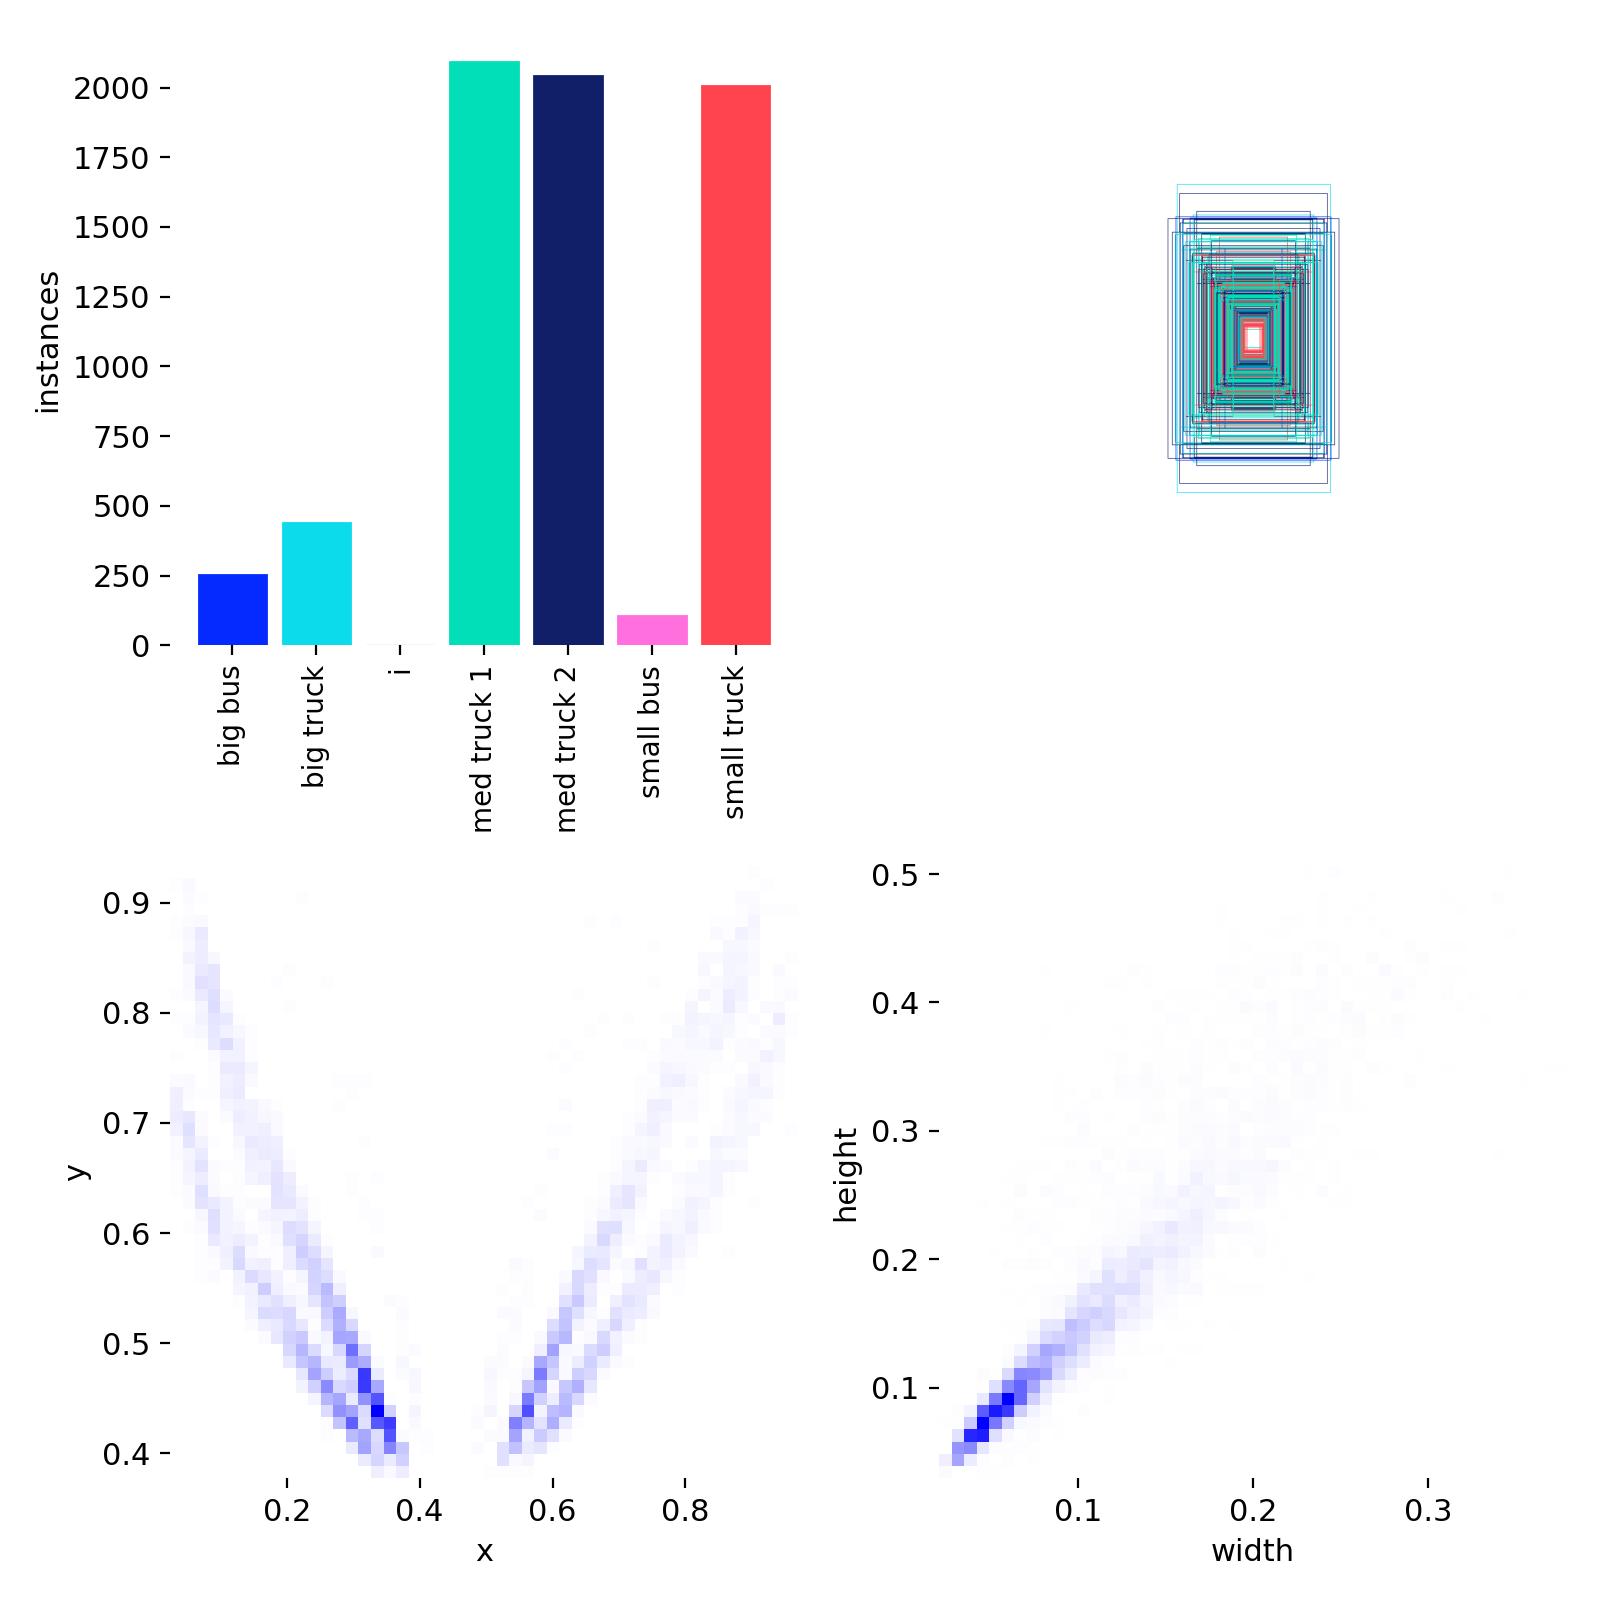 instances
2000
1750
1500
1250
1000
750
500
250
0
big bus
big truck
i
med truck 1
med truck 2
small bus
small truck
y
0.9
0.8
0.7
0.6
0.5
0.4
0.2
0.4
0.6
0.8
x
height
0.5
0.4
0.3
0.2
0.1
0.1
0.2
0.3
width